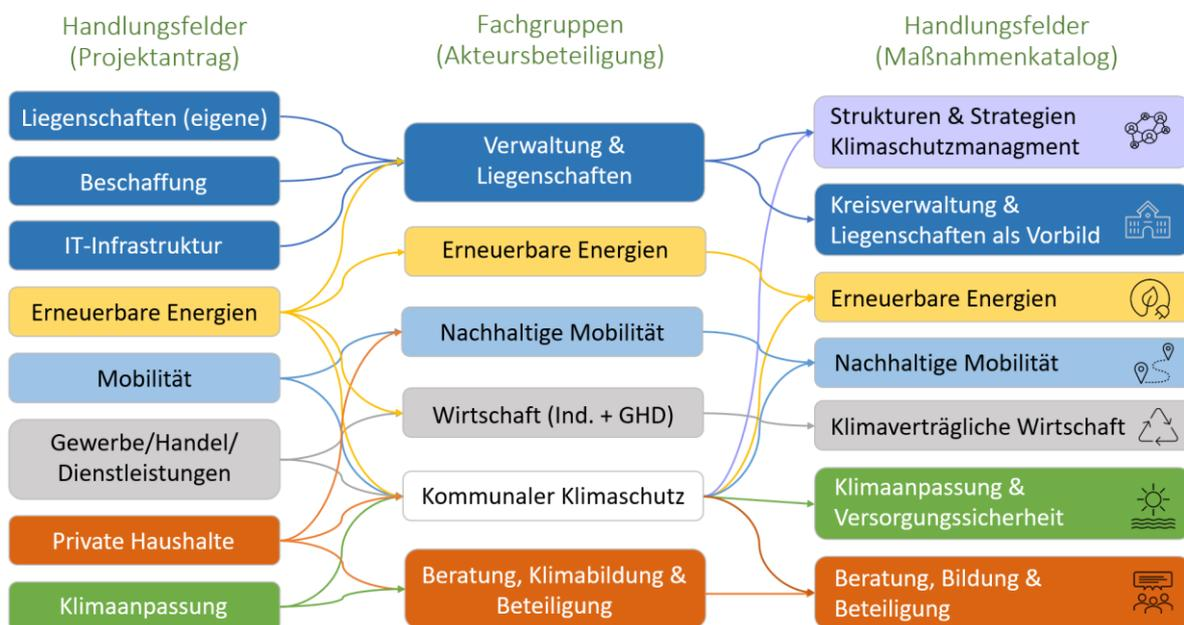 Handlungsfelder
(Projektantrag)
Liegenschaften (eigene)
Beschaffung
IT-Infrastruktur
Erneuerbare Energien
Mobilität
Gewerbe/Handel/
Dienstleistungen
Private Haushalte
Klimaanpassung
Fachgruppen
(Akteursbeteiligung)
Verwaltung &
Liegenschaften
Erneuerbare Energien
Nachhaltige Mobilität
Wirtschaft (Ind. + GHD)
Kommunaler Klimaschutz
Beratung, Klimabildung &
Beteiligung
Handlungsfelder
(Maßnahmenkatalog)
Strukturen & Strategien
Klimaschutzmanagment
Kreisverwaltung &
Liegenschaften als Vorbild
Erneuerbare Energien
Nachhaltige Mobilität
Klimaverträgliche Wirtschaft
Klimaanpassung &
Versorgungssicherheit
Beratung, Bildung &
Beteiligung